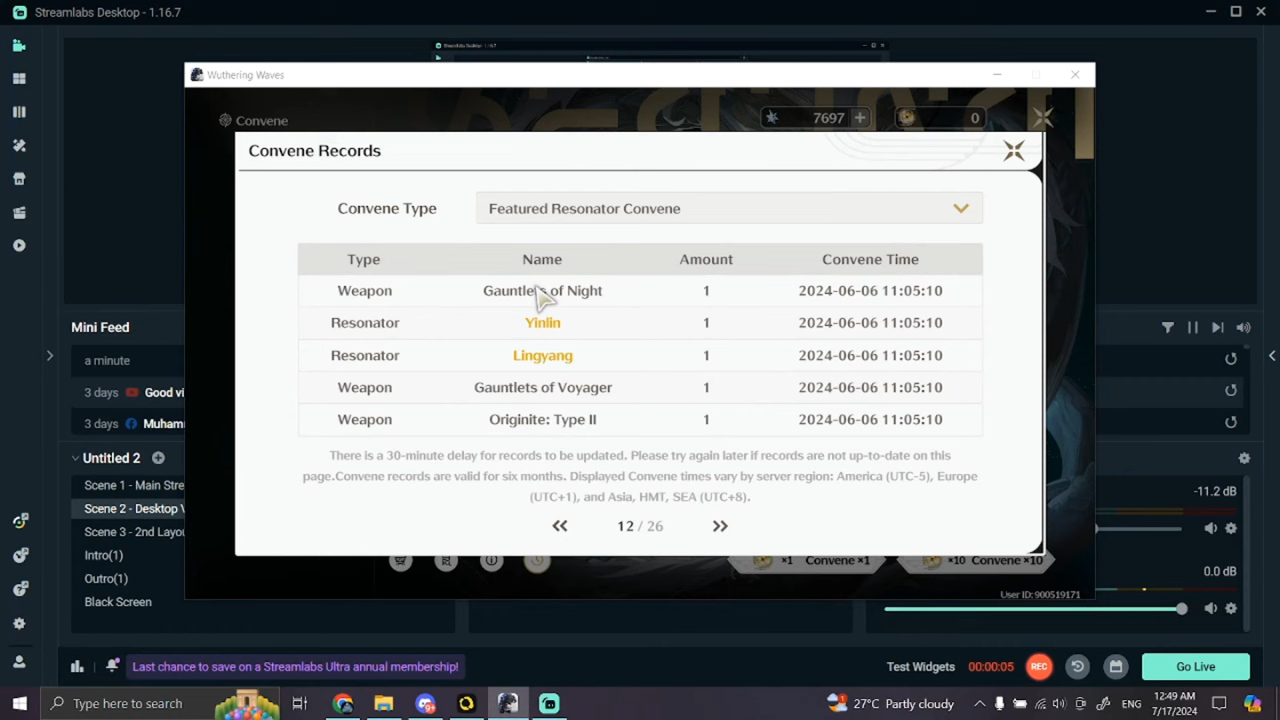 Streamlabs Desktop - 1.16.7
Wuthering Waves
Convene
7697
0
Convene Records
Convene Type
Featured Resonator Convene
Type Name Amount Convene Time
Weapon Gauntlets of Night 1 2024-06-06 11:05:10
Resonator Yinlin 1 2024-06-06 11:05:10
Resonator Lingyang 1 2024-06-06 11:05:10
Weapon Gauntlets of Voyager 1 2024-06-06 11:05:10
Weapon Originite: Type II 1 2024-06-06 11:05:10
There is a 30-minute delay for records to be updated. Please try again later if records are not up-to-date on this
page.Convene records are valid for six months. Displayed Convene times vary by server region: America (UTC-5), Europe
(UTC+1), and Asia, HMT, SEA (UTC+8).
12 / 26
×1 Convene ×1
×10 Convene ×10
User ID: 900519171
Mini Feed
a minute
3 days Good vi
3 days Muhami
Untitled 2
Scene 1 - Main Stre
Scene 2 - Desktop V
Scene 3 - 2nd Layou
Intro(1)
Outro(1)
Black Screen
-11.2 dB
0.0 dB
Last chance to save on a Streamlabs Ultra annual membership!
Test Widgets
00:00:05
REC
Go Live
Type here to search
27°C Partly cloudy
ENG
12:49 AM
7/17/2024